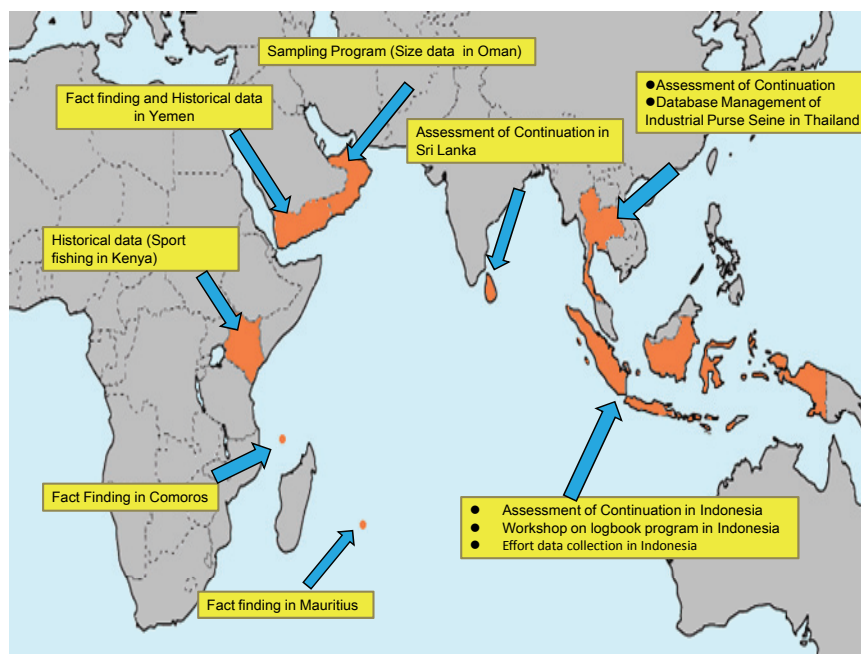 Sampling Program (Size data in Oman)
Fact finding and Historical data
in Yemen
●Assessment of Continuation
●Database Management of
Industrial Purse Seine in Thailand
Assessment of Continuation in
Sri Lanka
Historical data (Sport
fishing in Kenya)
Fact Finding in Comoros
● Assessment of Continuation in Indonesia
● Workshop on logbook program in Indonesia
● Effort data collection in Indonesia
Fact finding in Mauritius